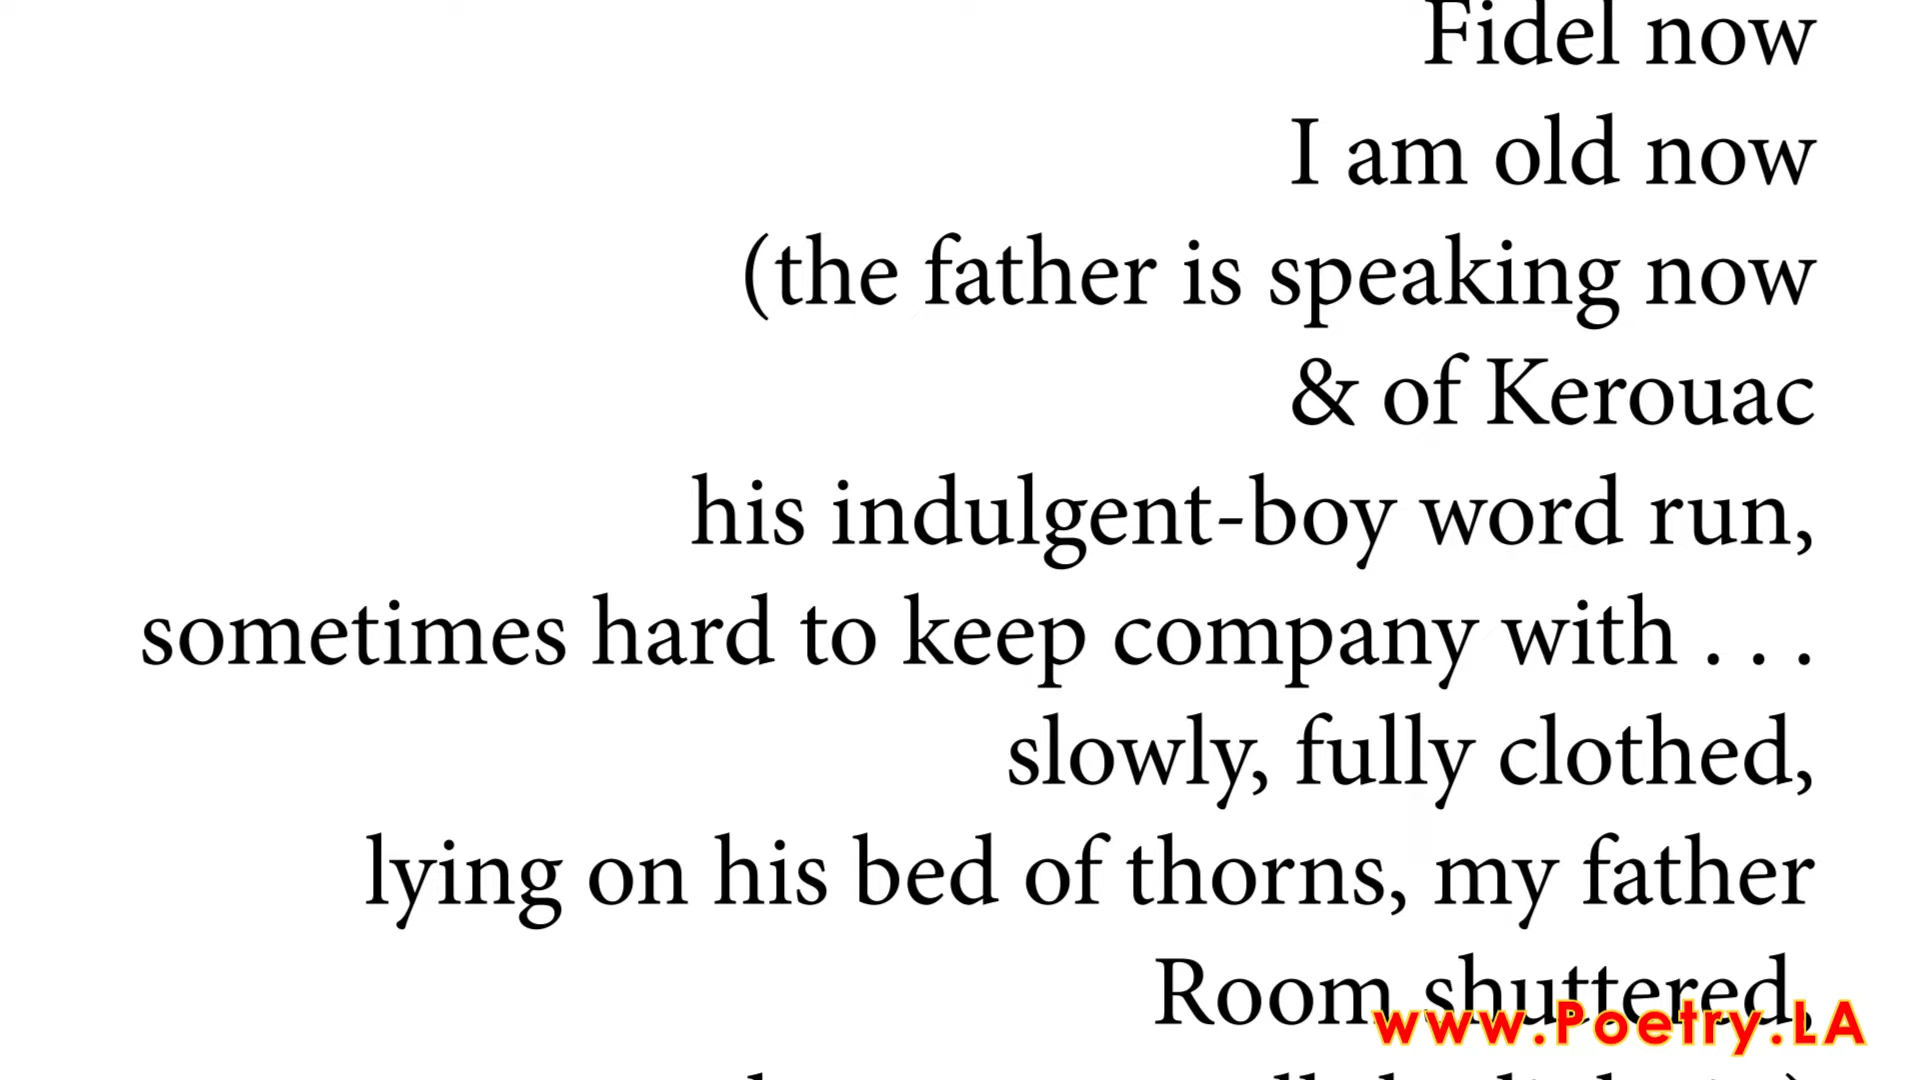 Fidel now
I am old now
(the father is speaking now
& of Kerouac
his indulgent-boy word run,
sometimes hard to keep company with . . .
slowly, fully clothed,
lying on his bed of thorns, my father
Room shuttered,
www.Poetry.LA